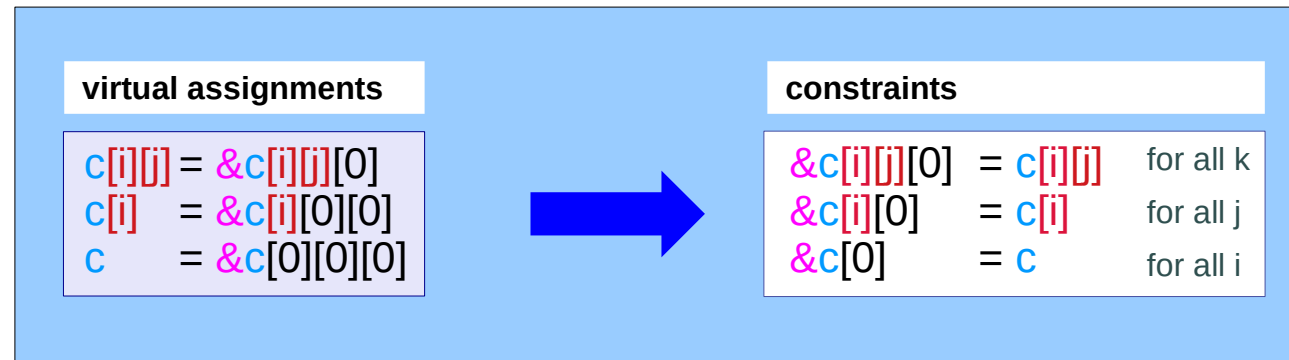 virtual assignments
c[i][j] = &c[i][j][0]
c[i] = &c[i][0][0]
c = &c[0][0][0]
constraints
&c[i][j][0] = c[i][j] for all k
&c[i][0] = c[i] for all j
&c[0] = c for all i